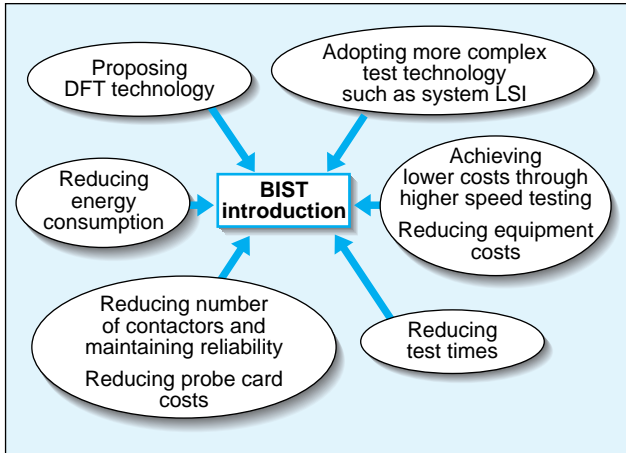 Proposing
DFT technology
Adopting more complex
test technology
such as system LSI
Reducing
energy
consumption
BIST
introduction
Achieving
lower costs through
higher speed testing
Reducing equipment
costs
Reducing number
of contactors and
maintaining reliability
Reducing probe card
costs
Reducing
test times